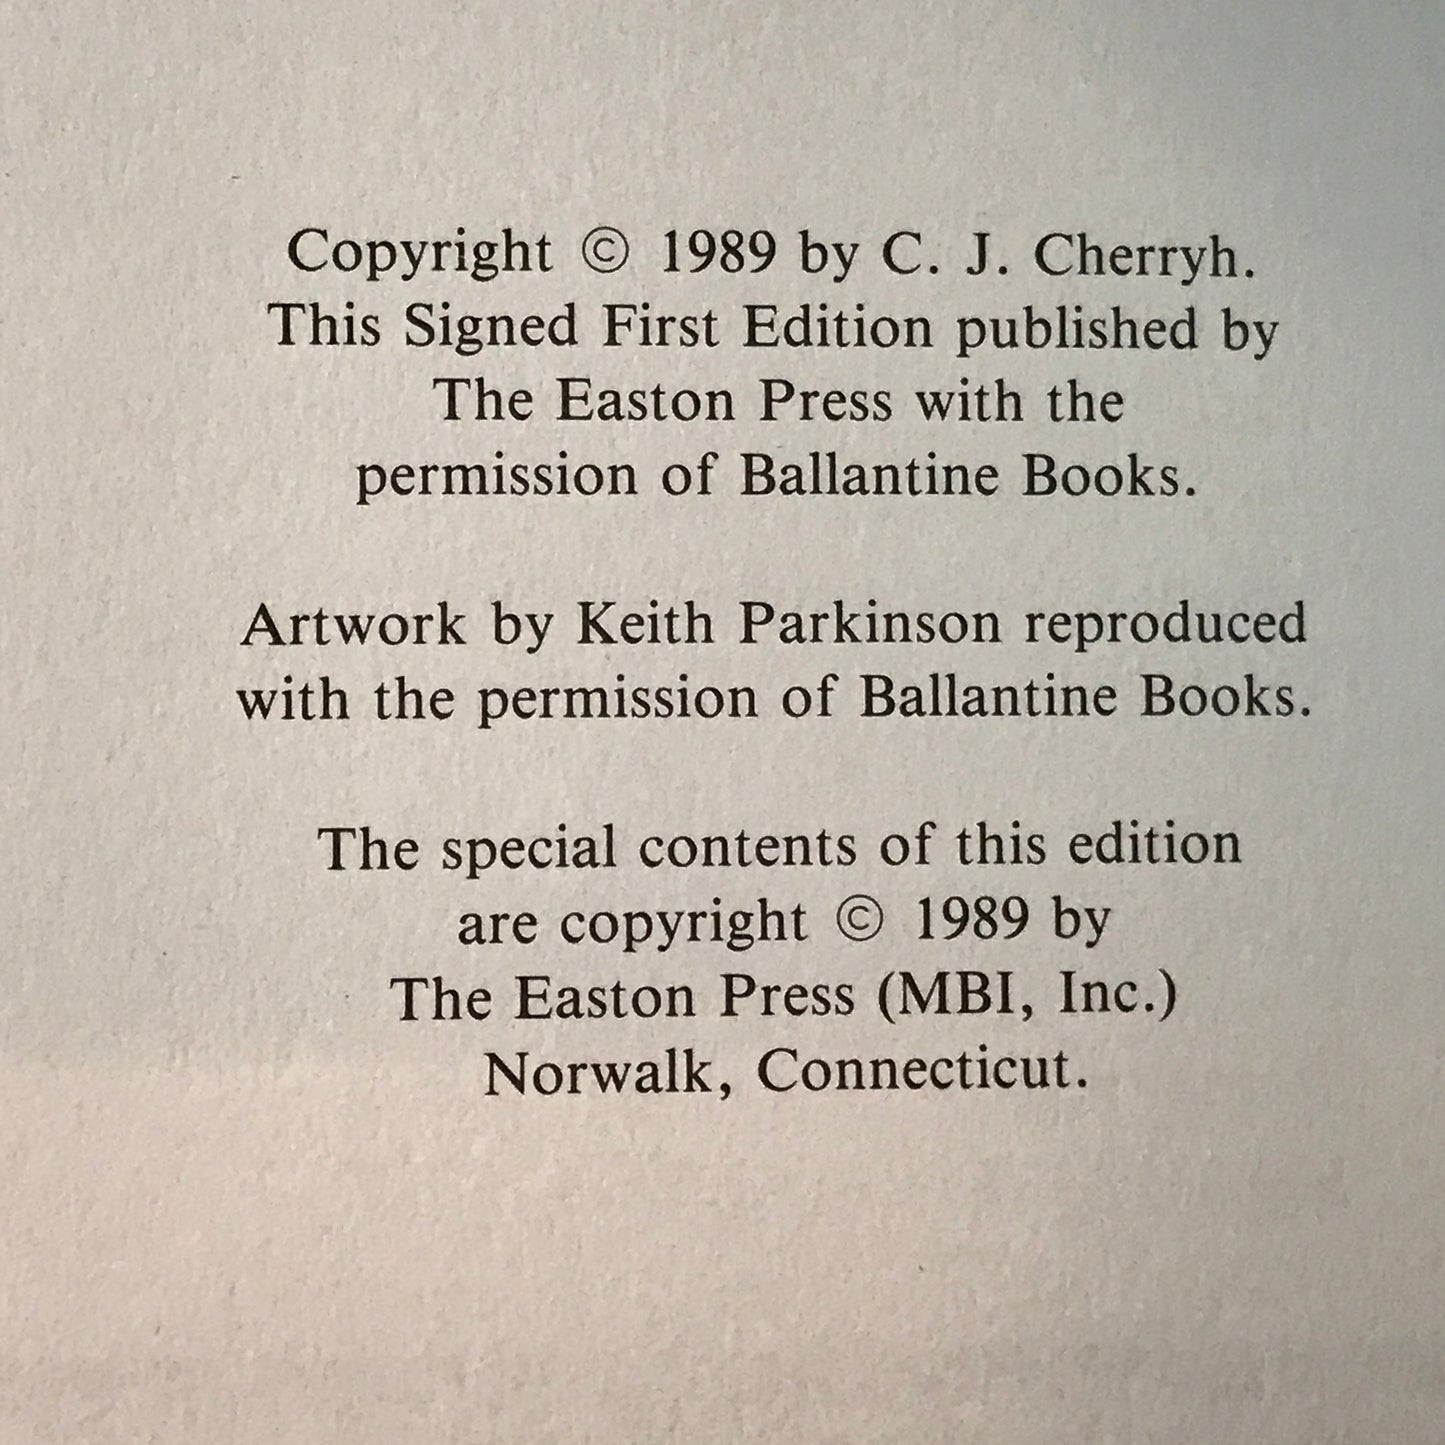 Copyright © 1989 by C. J. Cherryh.
This Signed First Edition published by
The Easton Press with the
permission of Ballantine Books.
Artwork by Keith Parkinson reproduced
with the permission of Ballantine Books.
The special contents of this edition
are copyright © 1989 by
The Easton Press (MBI, Inc.)
Norwalk, Connecticut.